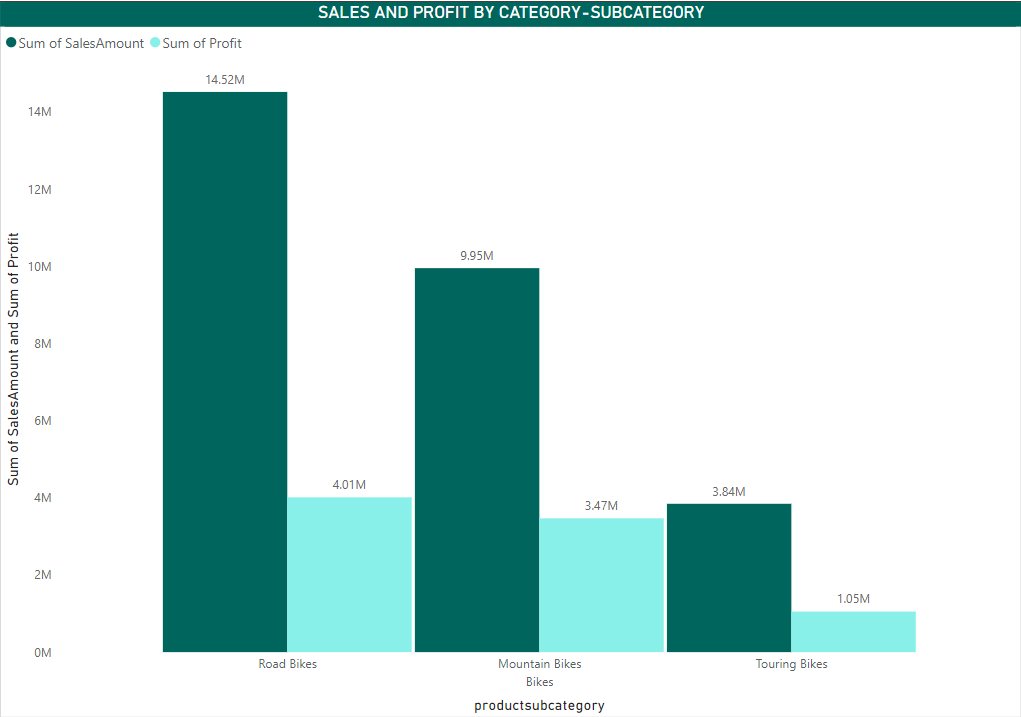 SALES AND PROFIT BY CATEGORY-SUBCATEGORY
Sum of SalesAmount Sum of Profit
14.52M
14M
12M
9.95M
10M
8M
6M
4.01M
3.84M
4M
3.47M
2M
1.05M
0M
Sum of SalesAmount and Sum of Profit
Road Bikes Mountain Bikes Touring Bikes
Bikes
productsubcategory